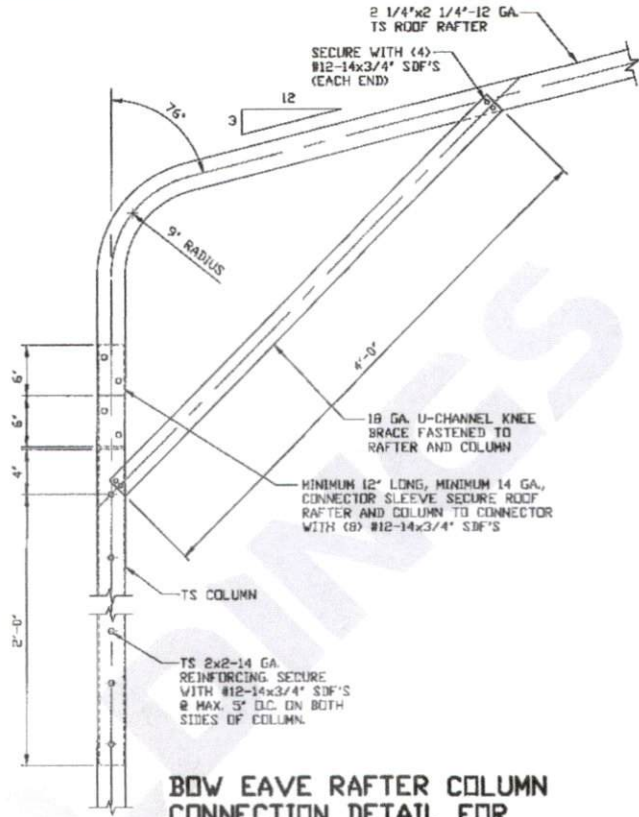 2 1/4"x2 1/4"-12 GA.
TS ROOF RAFTER
SECURE WITH (4)
#12-14x3/4" SDF'S
(EACH END)
12
3
76°
9" RADIUS
6"
6"
4"
4'-0"
18 GA. U-CHANNEL KNEE
BRACE FASTENED TO
RAFTER AND COLUMN
MINIMUM 12" LONG, MINIMUM 14 GA.,
CONNECTOR SLEEVE SECURE ROOF
RAFTER AND COLUMN TO CONNECTOR
WITH (8) #12-14x3/4" SDF'S
TS COLUMN
2'-0"
TS 2x2-14 GA.
REINFORCING. SECURE
WITH #12-14x3/4" SDF'S
@ MAX. 5" O.C. ON BOTH
SIDES OF COLUMN.
BOW EAVE RAFTER COLUMN
CONNECTION DETAIL FOR